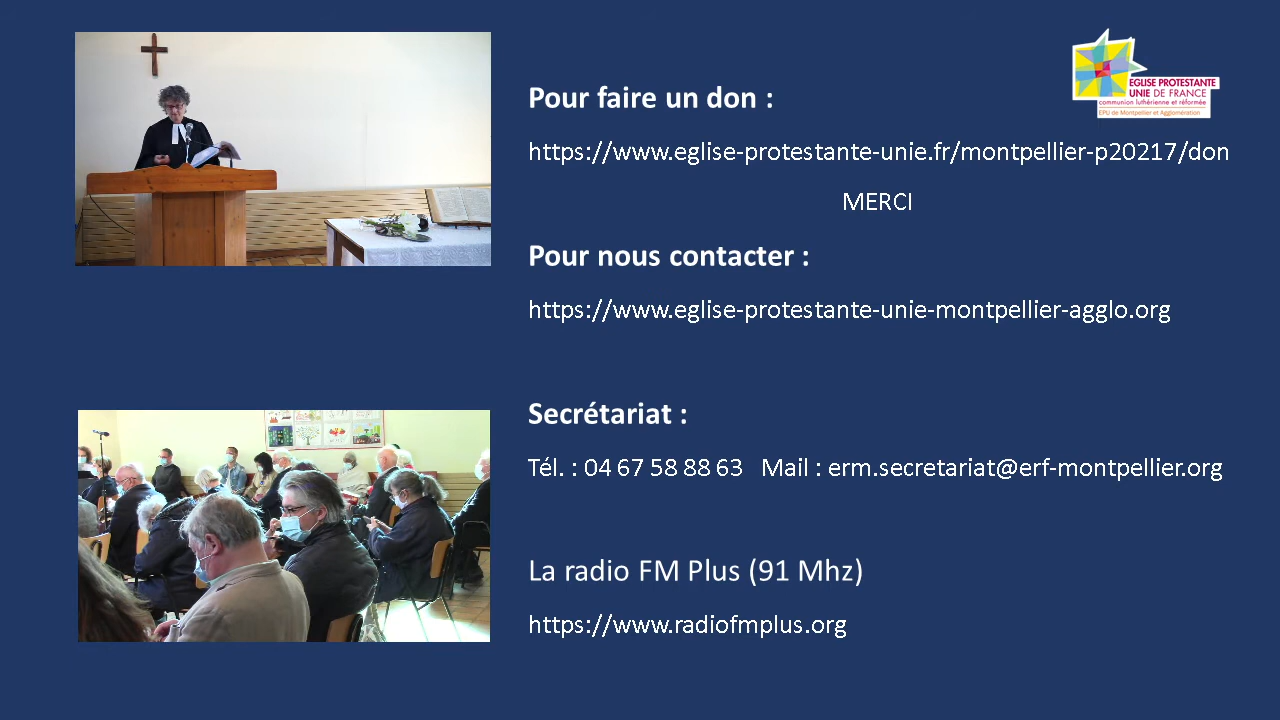 EGLISE PROTESTANTE
UNIE DE FRANCE
communion luthérienne et réformée
EPU de Montpellier et Agglomération
Pour faire un don :
https://www.eglise-protestante-unie.fr/montpellier-p20217/don
MERCI
Pour nous contacter :
https://www.eglise-protestante-unie-montpellier-agglo.org
Secrétariat :
Tél. : 04 67 58 88 63 Mail : erm.secretariat@erf-montpellier.org
La radio FM Plus (91 Mhz)
https://www.radiofmplus.org